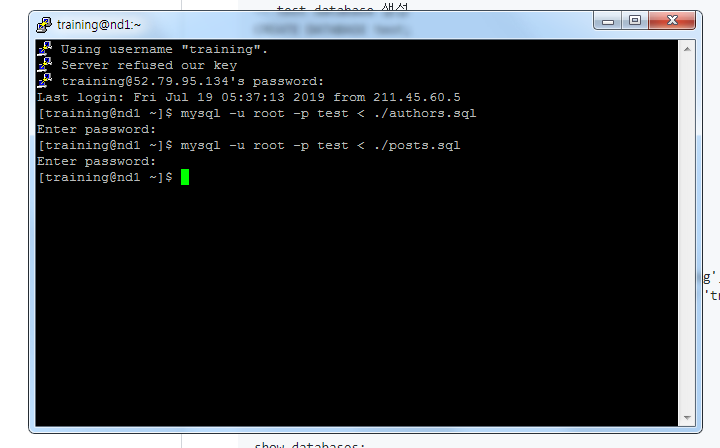 test database 생성
training@nd1:~
Using username "training".
Server refused our key
training@52.79.95.134's password:
Last login: Fri Jul 19 05:37:13 2019 from 211.45.60.5
[training@nd1 ~]$ mysql -u root -p test < ./authors.sql
Enter password:
[training@nd1 ~]$ mysql -u root -p test < ./posts.sql
Enter password:
[training@nd1 ~]$
g'.
'tr
show databases;